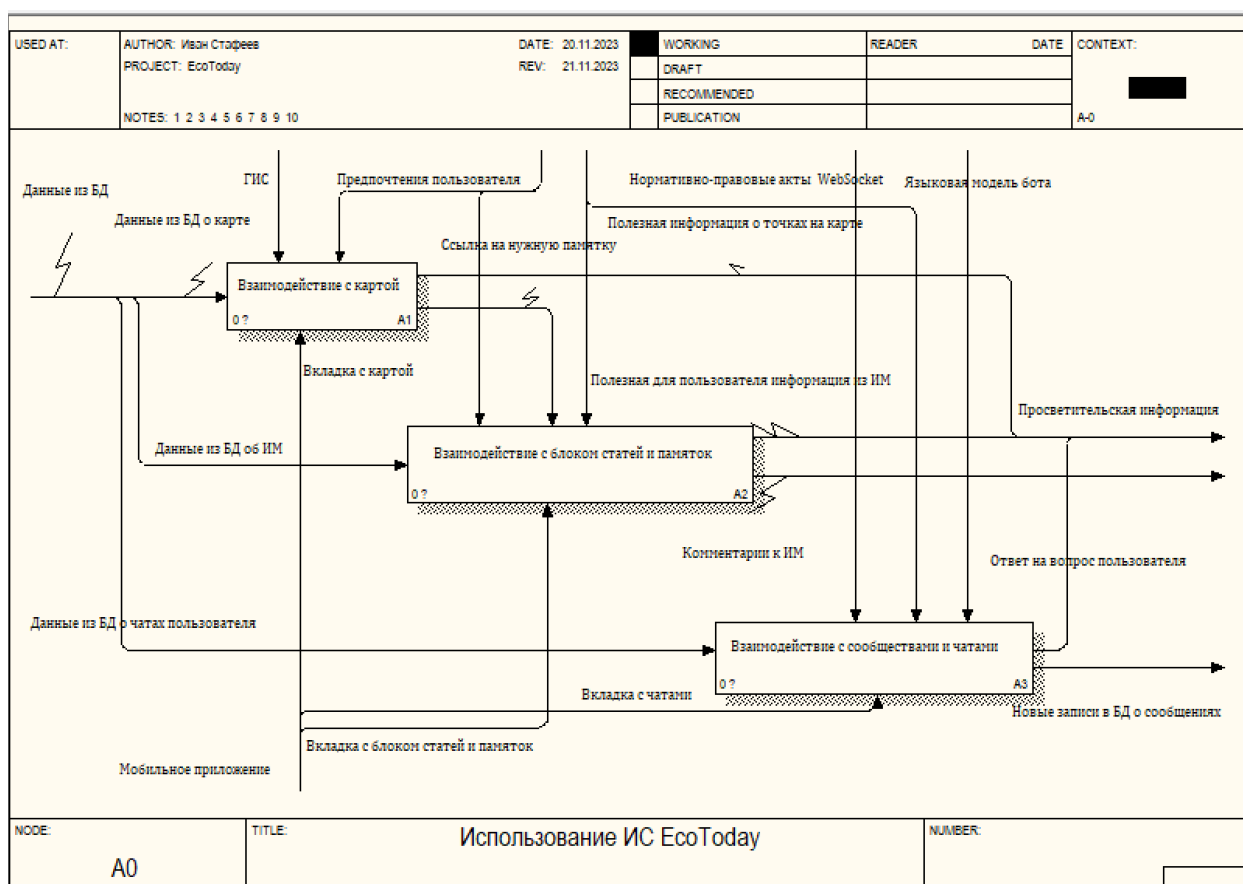 USED AT:
AUTHOR: Иван Стафеев
DATE: 20.11.2023
WORKING
READER
DATE
CONTEXT:
PROJECT: EcoToday
REV: 21.11.2023
DRAFT
RECOMMENDED
NOTES: 1 2 3 4 5 6 7 8 9 10
PUBLICATION
A-0
Данные из БД
ГИС
Предпочтения пользователя
Нормативно-правовые акты
WebSocket
Языковая модель бота
Данные из БД о карте
Полезная информация о точках на карте
Ссылка на нужную памятку
Взаимодействие с картой
0 ?
A1
Вкладка с картой
Полезная для пользователя информация из ИМ
Просветительская информация
Данные из БД об ИМ
Взаимодействие с блоком статей и памяток
0 ?
A2
Комментарии к ИМ
Ответ на вопрос пользователя
Данные из БД о чатах пользователя
Взаимодействие с сообществами и чатами
0 ?
A3
Вкладка с чатами
Новые записи в БД о сообщениях
Вкладка с блоком статей и памяток
Мобильное приложение
NODE:
TITLE:
NUMBER:
A0
Использование ИС EcoToday